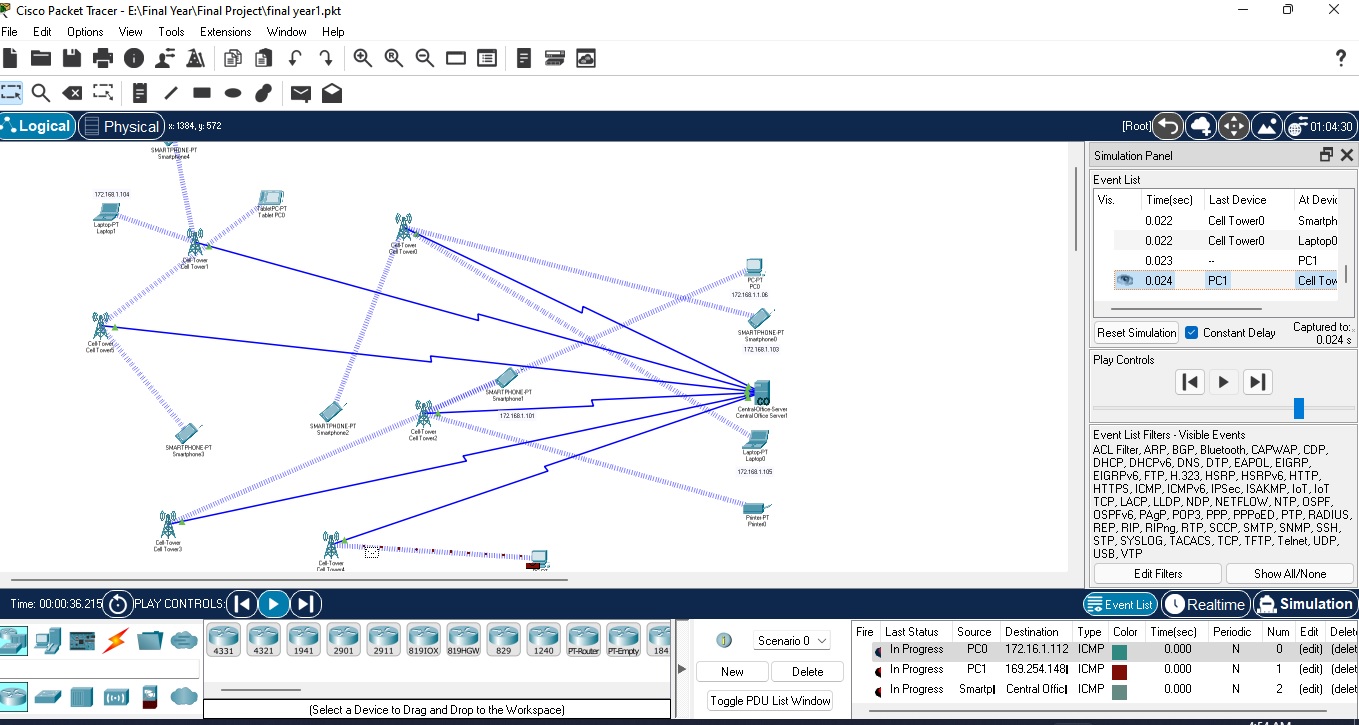 Cisco Packet Tracer - E:\Final Year\Final Project\final year1.pkt
File Edit Options View Tools Extensions Window Help
Logical Physical x: 1384, y: 572 [Root] 01:04:30
SMARTPHONE-PT
Smartphone4
172.168.1.104
Laptop-PT
Laptop1
TabletPC-PT
Tablet PC0
Cell-Tower
Cell Tower1
Cell-Tower
Cell Tower0
PC-PT
PC0
172.168.1.1.06
SMARTPHONE-PT
Smartphone0
172.168.1.103
Cell-Tower
Cell Tower5
SMARTPHONE-PT
Smartphone1
172.168.1.101
SMARTPHONE-PT
Smartphone2
Cell-Tower
Cell Tower2
CO
Central-Office-Server
Central Office Server1
SMARTPHONE-PT
Smartphone3
Laptop-PT
Laptop0
172.168.1.105
Printer-PT
Printer0
Cell-Tower
Cell Tower3
Cell-Tower
Cell Tower4
Simulation Panel
Event List
Vis. Time(sec) Last Device At Devic
0.022 Cell Tower0 Smartph
0.022 Cell Tower0 Laptop0
0.023 -- PC1
0.024 PC1 Cell Tow
Reset Simulation Constant Delay Captured to:
0.024 s
Play Controls
Event List Filters - Visible Events
ACL Filter, ARP, BGP, Bluetooth, CAPWAP, CDP,
DHCP, DHCPv6, DNS, DTP, EAPOL, EIGRP,
EIGRPv6, FTP, H.323, HSRP, HSRPv6, HTTP,
HTTPS, ICMP, ICMPv6, IPSec, ISAKMP, IoT, IoT
TCP, LACP, LLDP, NDP, NETFLOW, NTP, OSPF,
OSPFv6, PAgP, POP3, PPP, PPPoED, PTP, RADIUS,
REP, RIP, RIPng, RTP, SCCP, SMTP, SNMP, SSH,
STP, SYSLOG, TACACS, TCP, TFTP, Telnet, UDP,
USB, VTP
Edit Filters Show All/None
Time: 00:00:36.215 PLAY CONTROLS: Event List Realtime Simulation
4331 4321 1941 2901 2911 819IOX 819HGW 829 1240 PT-Router PT-Empty 184
(Select a Device to Drag and Drop to the Workspace)
Scenario 0
New Delete
Toggle PDU List Window
Fire Last Status Source Destination Type Color Time(sec) Periodic Num Edit Delet
In Progress PC0 172.16.1.112 ICMP 0.000 N 0 (edit) (delet
In Progress PC1 169.254.148 ICMP 0.000 N 1 (edit) (delet
In Progress Smartp Central Offic ICMP 0.000 N 2 (edit) (delet